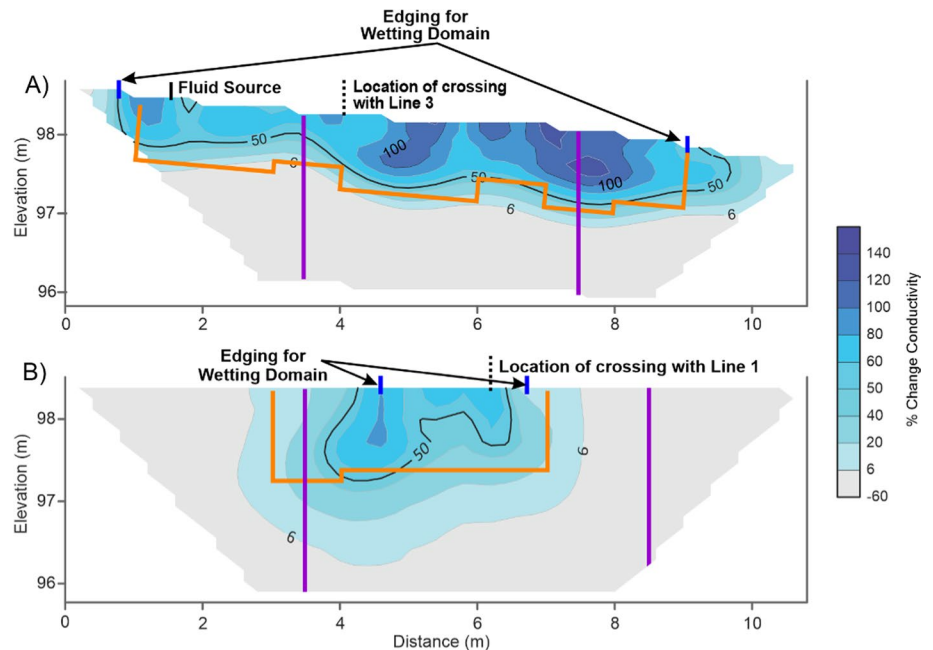 Edging for
Wetting Domain
A)
Fluid Source
Location of crossing
with Line 3
Elevation (m)
98
97
96
50
100
50
100
50
6
6
6
0
2
4
6
8
10
% Change Conductivity
140
120
100
80
60
40
20
6
-60
B)
Edging for
Wetting Domain
Location of crossing with Line 1
Elevation (m)
98
97
96
50
6
6
0
2
4
6
8
10
Distance (m)